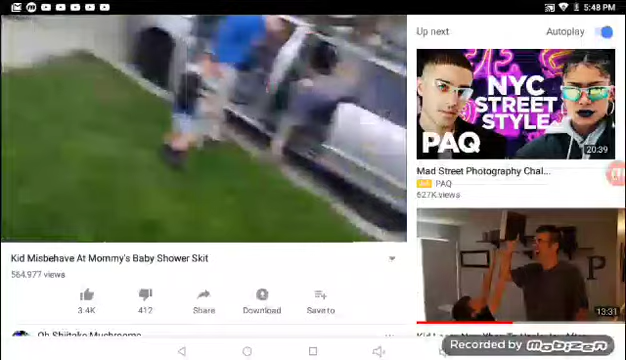 5:48 PM
Up next
Autoplay
NYC
STREET
STYLE
PAQ
20:39
Mad Street Photography Chal...
PAQ
627K views
Kid Misbehave At Mommy's Baby Shower Skit
564,977 views
3.4K
412
Share
Download
Save to
13:31
Oh Shiitake Mushrooms
Recorded by
MOBIZEN